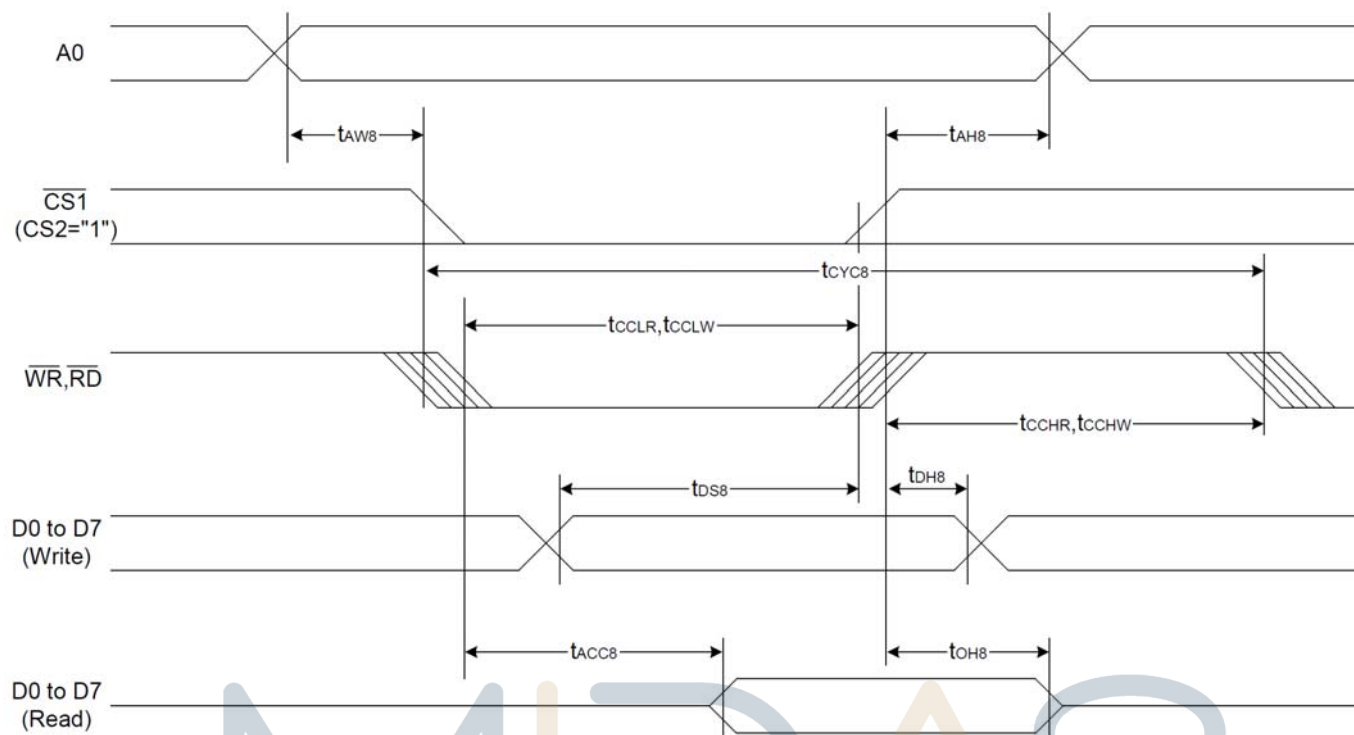 A0
tAW8
tAH8
CS1
(CS2="1")
tCYC8
tCCLR,tCCLW
WR,RD
tCCHR,tCCHW
tDS8
tDH8
D0 to D7
(Write)
tACC8
tOH8
D0 to D7
(Read)
MIDAS